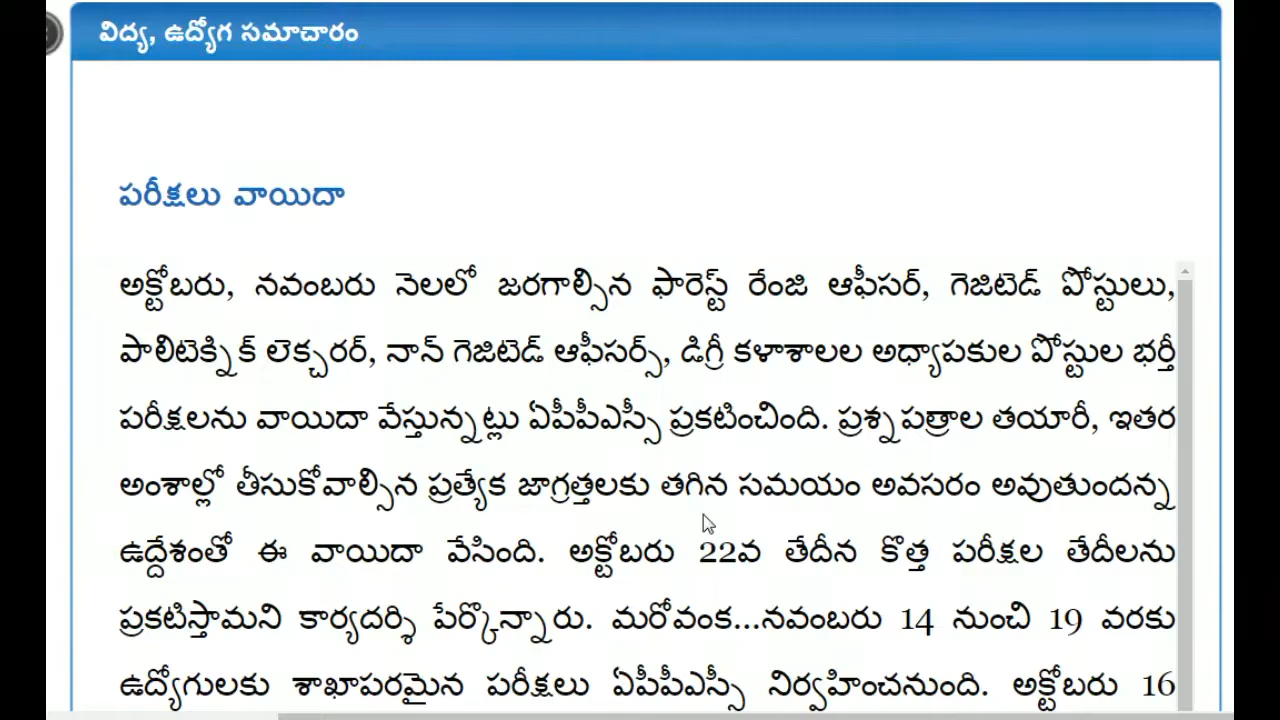 విద్య, ఉద్యోగ సమాచారం
పరీక్షలు వాయిదా
అక్టోబరు, నవంబరు నెలలో జరగాల్సిన ఫారెస్ట్ రేంజి ఆఫీసర్, గెజిటెడ్ పోస్టులు,
పాలిటెక్నిక్ లెక్చరర్, నాన్ గెజిటెడ్ ఆఫీసర్స్, డిగ్రీ కళాశాలల అధ్యాపకుల పోస్టుల భర్తీ
పరీక్షలను వాయిదా వేస్తున్నట్లు ఏపీపీఎస్సీ ప్రకటించింది. ప్రశ్నపత్రాల తయారీ, ఇతర
అంశాల్లో తీసుకోవాల్సిన ప్రత్యేక జాగ్రత్తలకు తగిన సమయం అవసరం అవుతుందన్న
ఉద్దేశంతో ఈ వాయిదా వేసింది. అక్టోబరు 22వ తేదీన కొత్త పరీక్షల తేదీలను
ప్రకటిస్తామని కార్యదర్శి పేర్కొన్నారు. మరోవంక...నవంబరు 14 నుంచి 19 వరకు
ఉద్యోగులకు శాఖాపరమైన పరీక్షలు ఏపీపీఎస్సీ నిర్వహించనుంది. అక్టోబరు 16